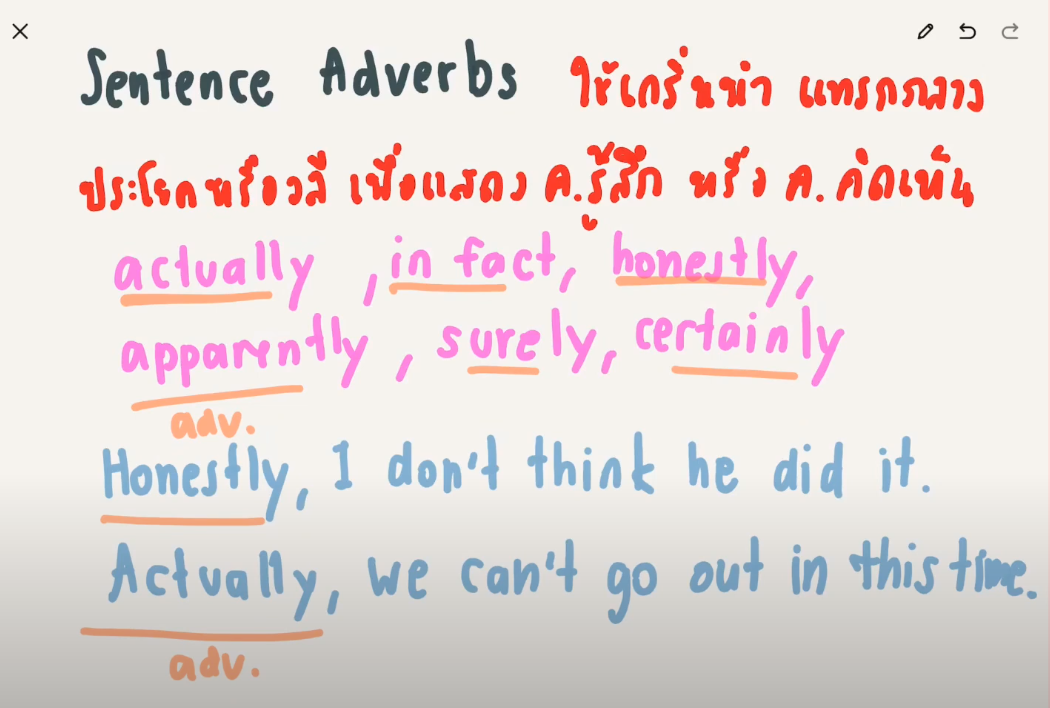 Sentence Adverbs ใช้เกริ่นนำ แทรกกลาง
ประโยคหรือวลี เพื่อแสดง ค.รู้สึก หรือ ค.คิดเห็น
actually , in fact, honestly,
apparently , surely, certainly
adv.
Honestly, I don't think he did it.
Actually, we can't go out in this time.
adv.